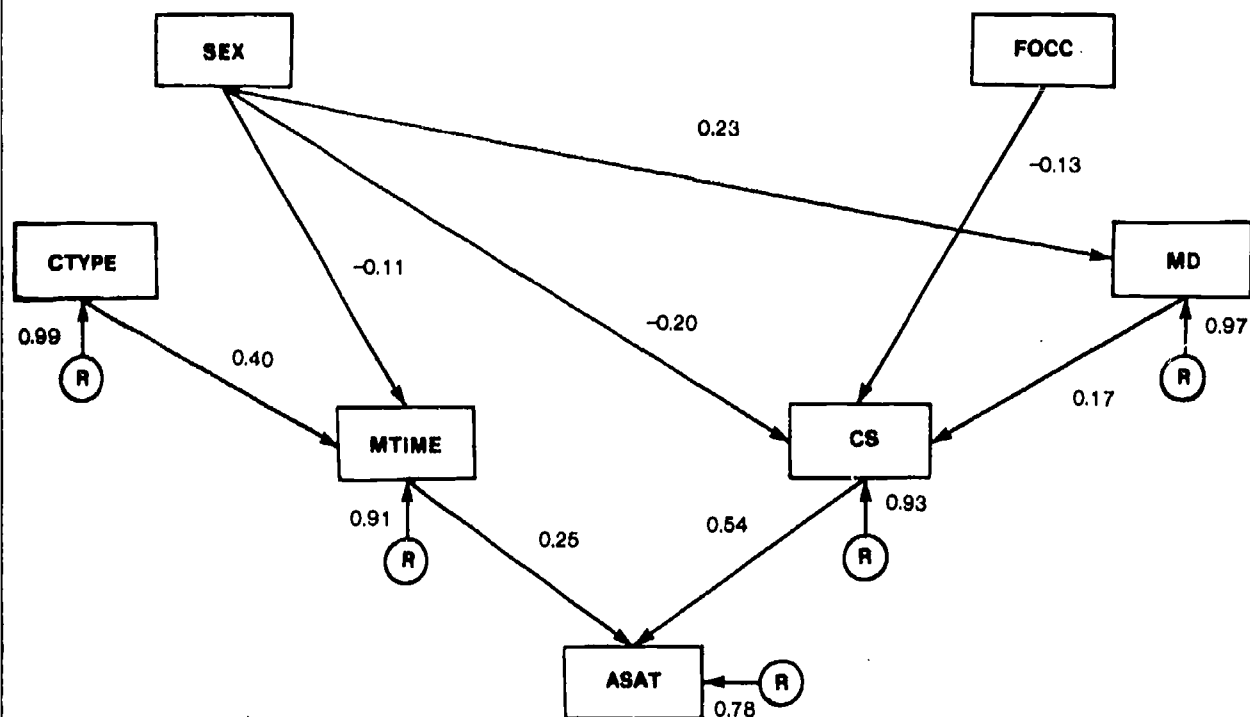 SEX
FOCC
0.23
-0.13
CTYPE
MD
-0.11
0.99
-0.20
0.97
R
0.40
R
0.17
MTIME
CS
0.91
0.25
0.54
0.93
R
R
ASAT
R
0.78